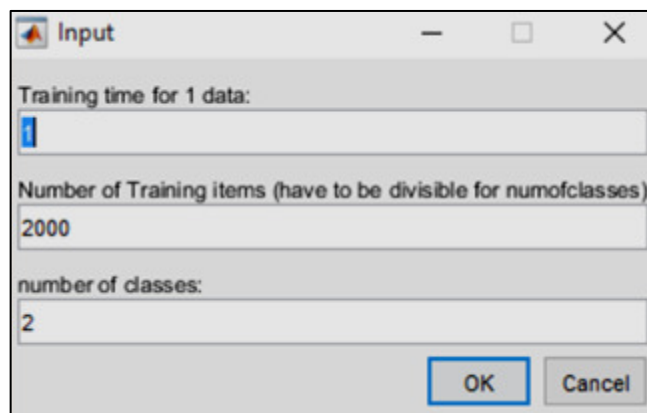 Input
Training time for 1 data:
1
Number of Training items (have to be divisible for numofclasses)
2000
number of classes:
2
OK Cancel